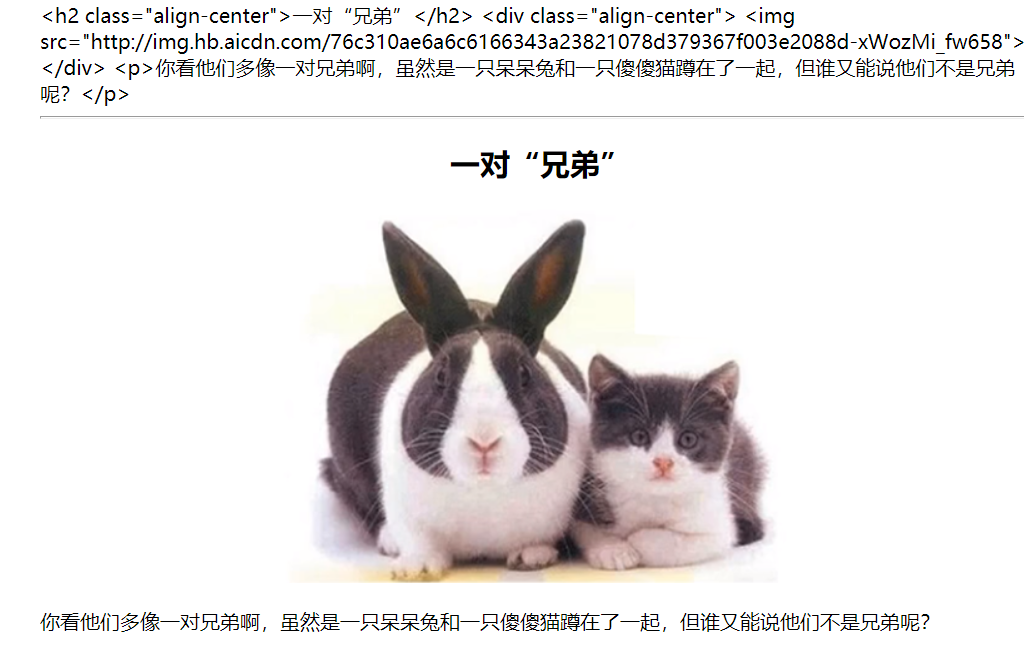 <h2 class="align-center">一对“兄弟”</h2> <div class="align-center"> <img
src="http://img.hb.aicdn.com/76c310ae6a6c6166343a23821078d379367f003e2088d-xWozMi_fw658">
</div> <p>你看他们多像一对兄弟啊，虽然是一只呆呆兔和一只傻傻猫蹲在了一起，但谁又能说他们不是兄弟
呢？</p>
一对“兄弟”
你看他们多像一对兄弟啊，虽然是一只呆呆兔和一只傻傻猫蹲在了一起，但谁又能说他们不是兄弟呢？